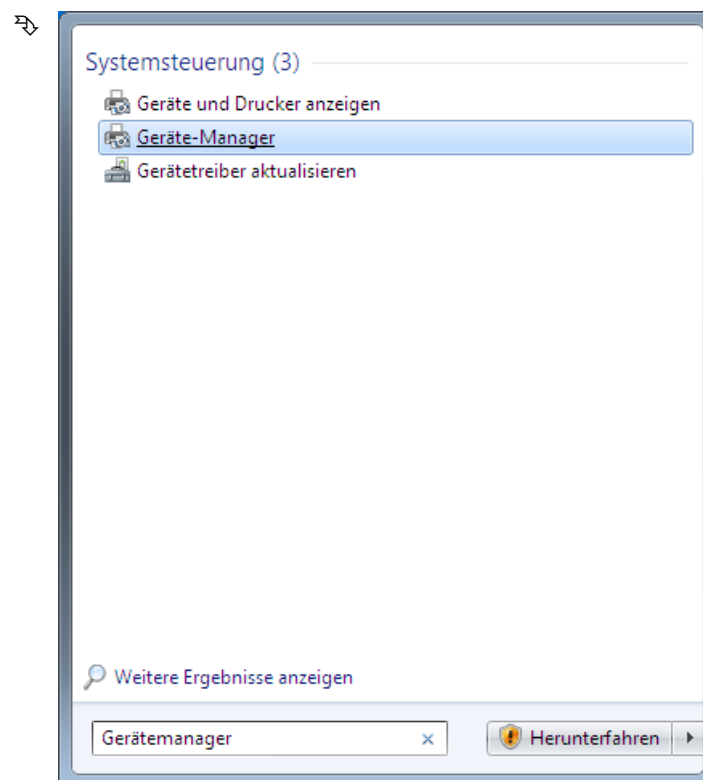 Systemsteuerung (3)
Geräte und Drucker anzeigen
Geräte-Manager
Gerätetreiber aktualisieren
Weitere Ergebnisse anzeigen
Gerätemanager
Herunterfahren